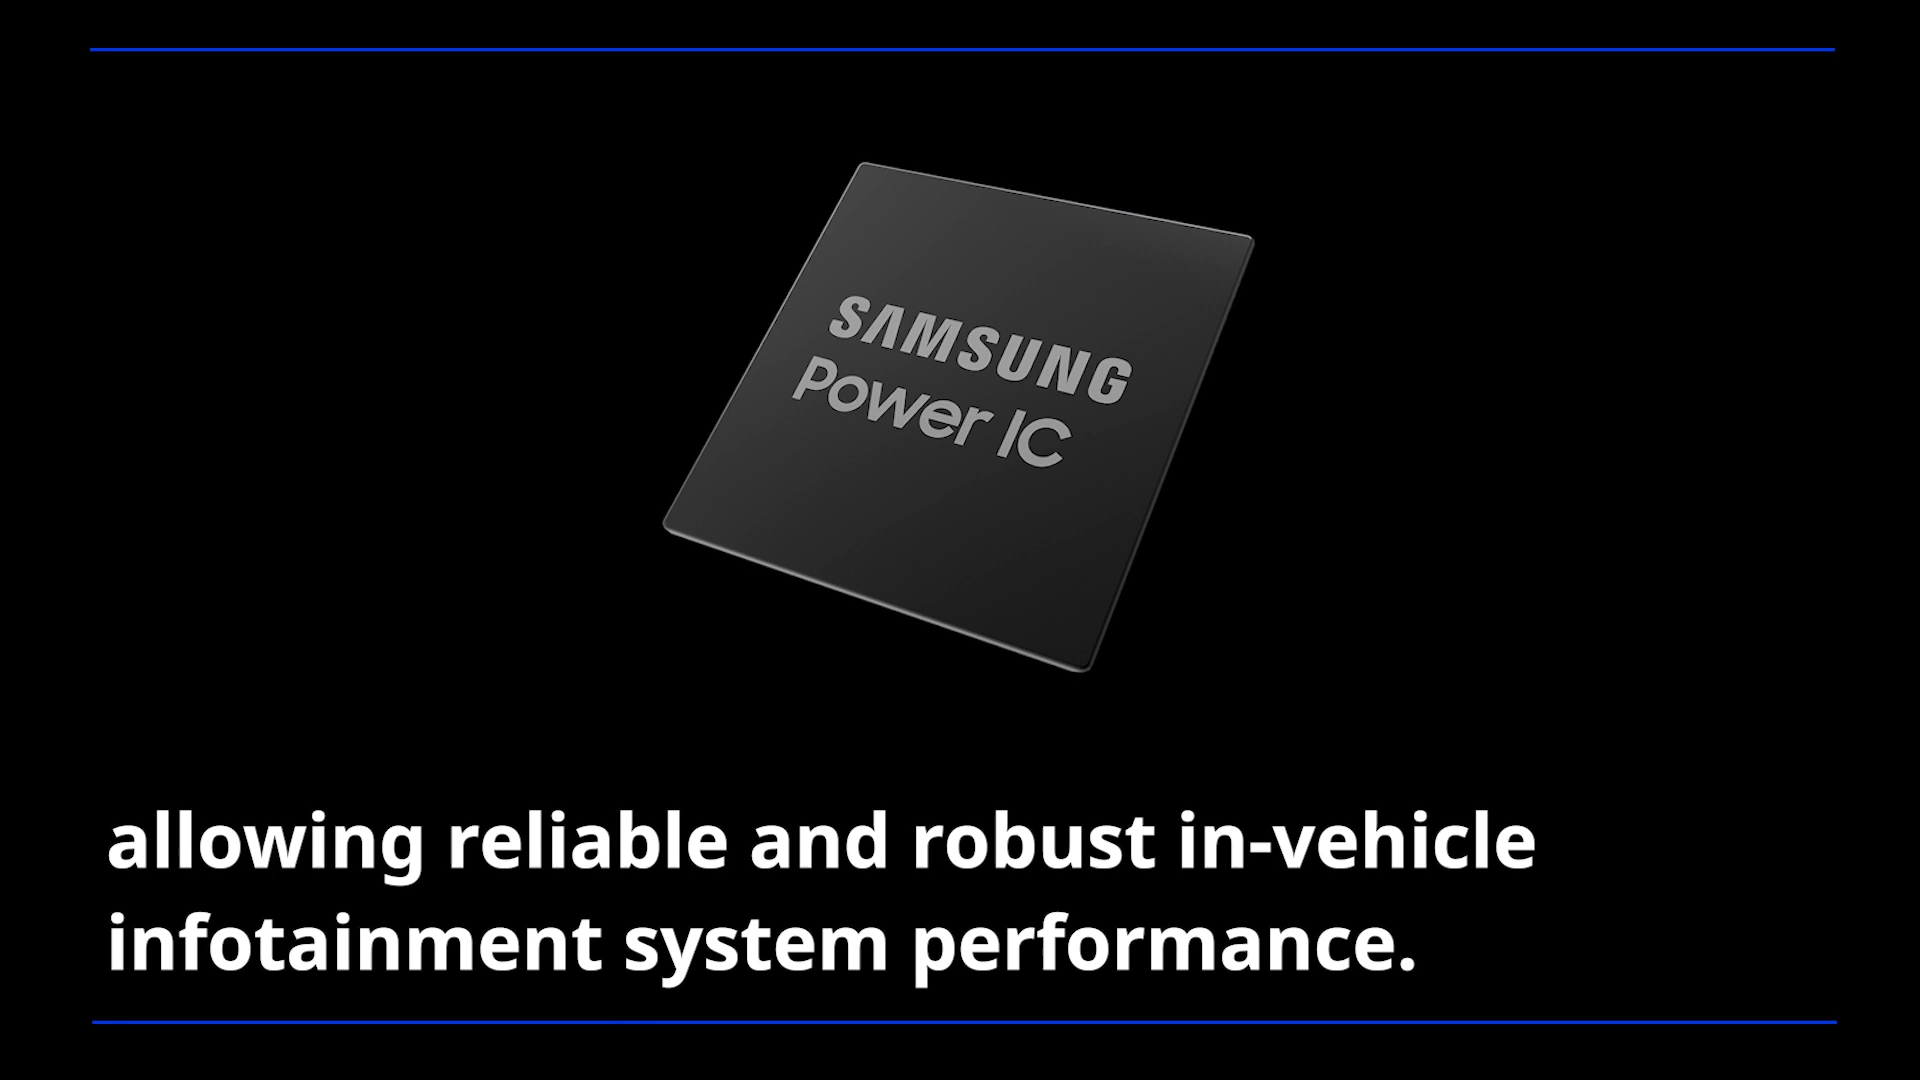 SAMSUNG
Power IC
allowing reliable and robust in-vehicle
infotainment system performance.